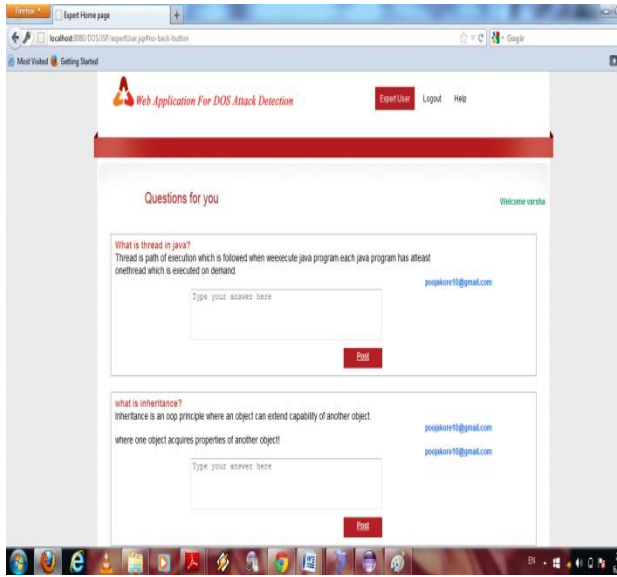 Firefox
Expert Home page
+
localhost:8080/DOS/JSP/expertUser.jsp#no-back-button
Google
Most Visited Getting Started
Web Application For DOS Attack Detection
Expert User Logout Help
Questions for you
Welcome varsha
What is thread in java?
Thread is path of execution which is followed when weexecute java program.each java program has atleast
onethread which is executed on demand.
poojakore10@gmail.com
Type your answer here
Post
what is inheritance?
Inheritance is an oop principle where an object can extend capability of another object.
poojakore10@gmail.com
where one object acquires properties of another object!
poojakore10@gmail.com
Type your answer here
Post
EN